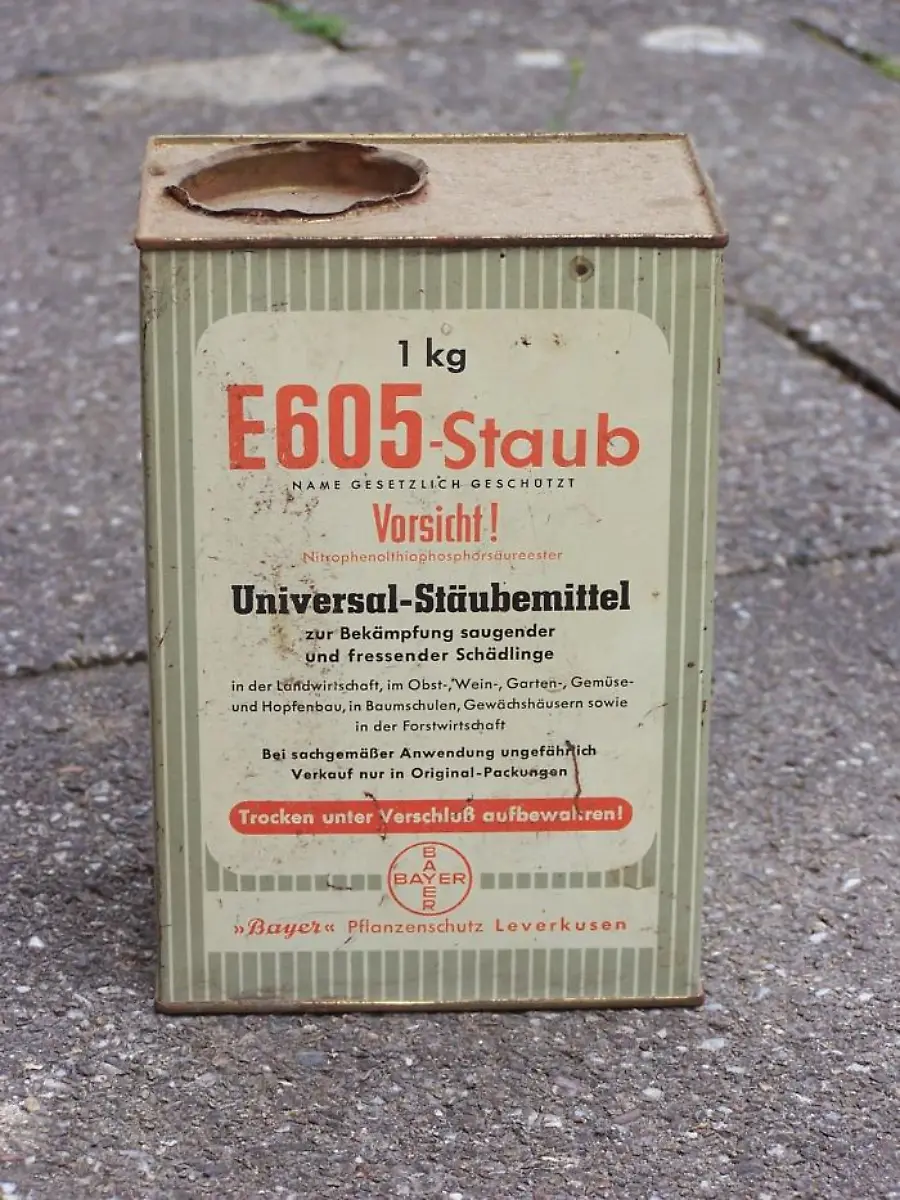 1 kg
E605-Staub
NAME GESETZLICH GESCHÜTZT
Vorsicht!
Nitrophenolthiophosphorsäureester
Universal-Stäubemittel
zur Bekämpfung saugender
und fressender Schädlinge
in der Landwirtschaft, im Obst-, Wein-, Garten-, Gemüse-
und Hopfenbau, in Baumschulen, Gewächshäusern sowie
in der Forstwirtschaft
Bei sachgemäßer Anwendung ungefährlich
Verkauf nur in Original-Packungen
Trocken unter Verschluß aufbewahren!
BAYER
BAYER
»Bayer« Pflanzenschutz Leverkusen